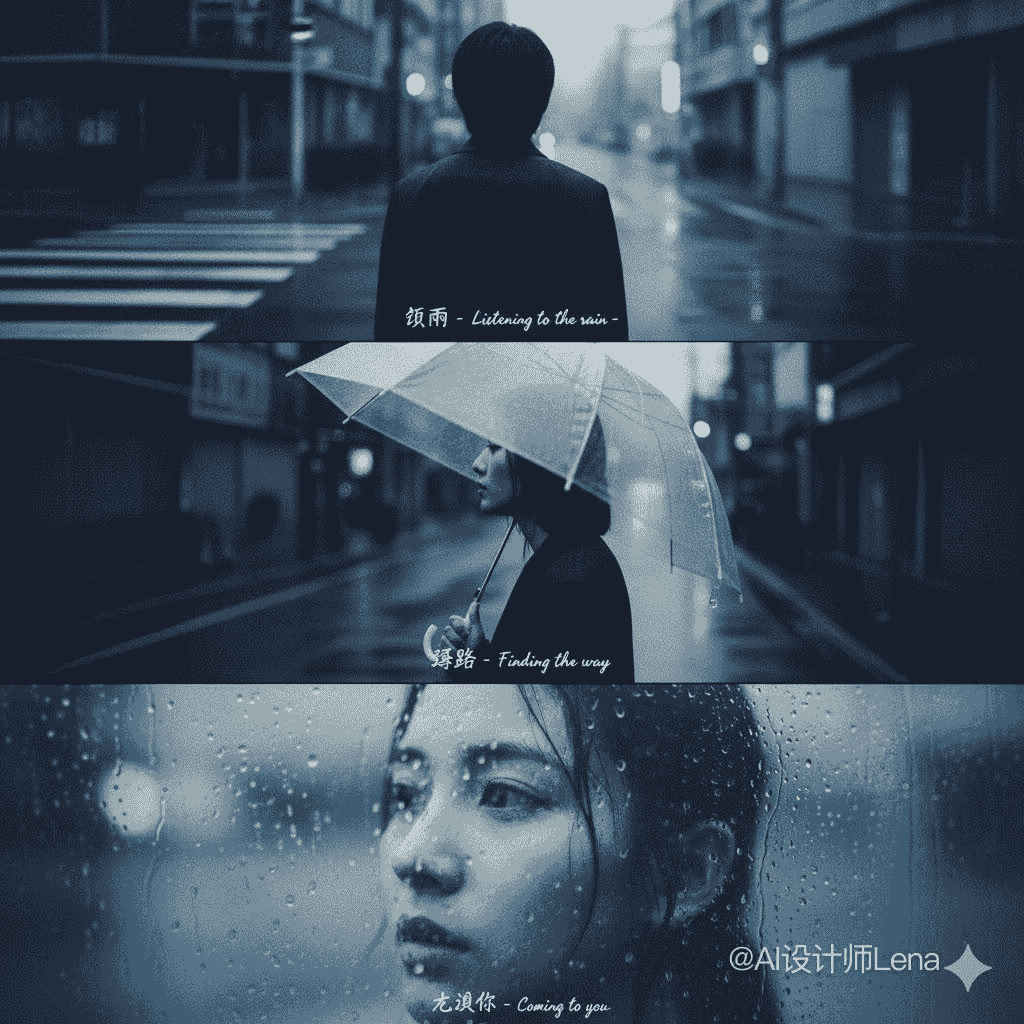 雨 - Listening to the rain -
路 - Finding the way
你 - Coming to you
@AI设计师Lena